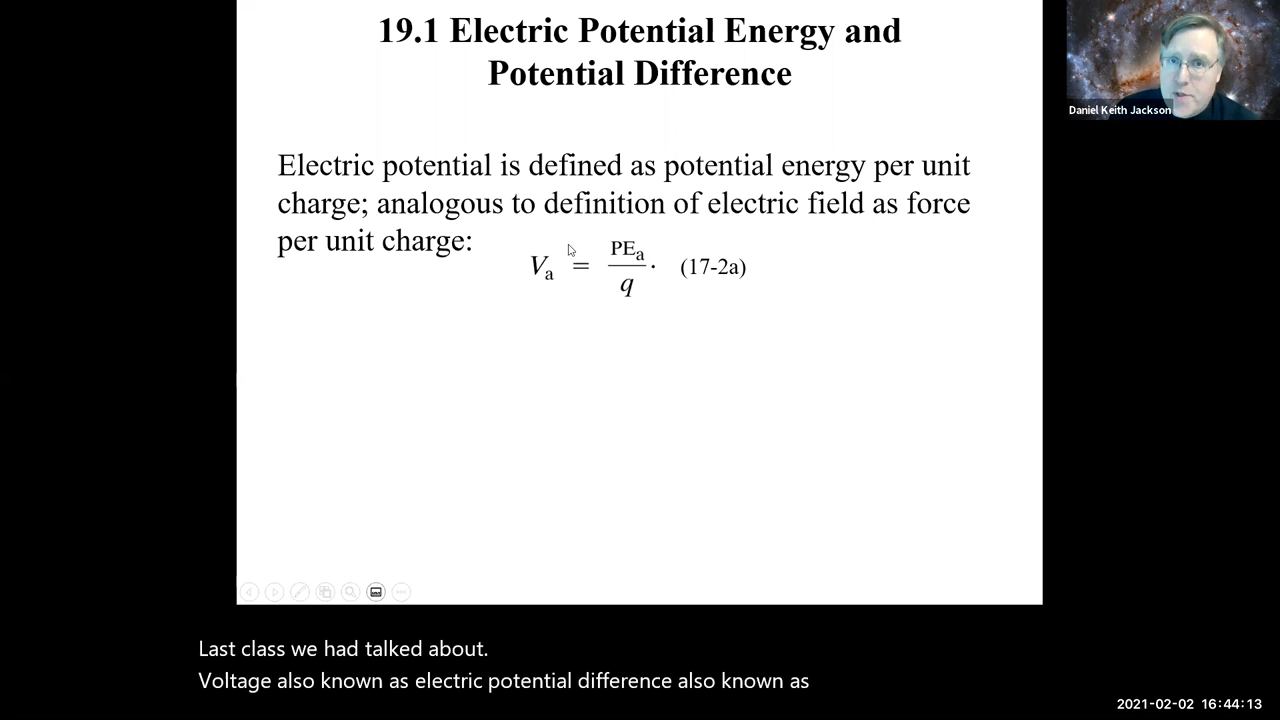 19.1 Electric Potential Energy and
Potential Difference
Daniel Keith Jackson
Electric potential is defined as potential energy per unit
charge; analogous to definition of electric field as force
per unit charge:
V_a = PE_a / q . (17-2a)
Last class we had talked about.
Voltage also known as electric potential difference also known as
2021-02-02 16:44:13